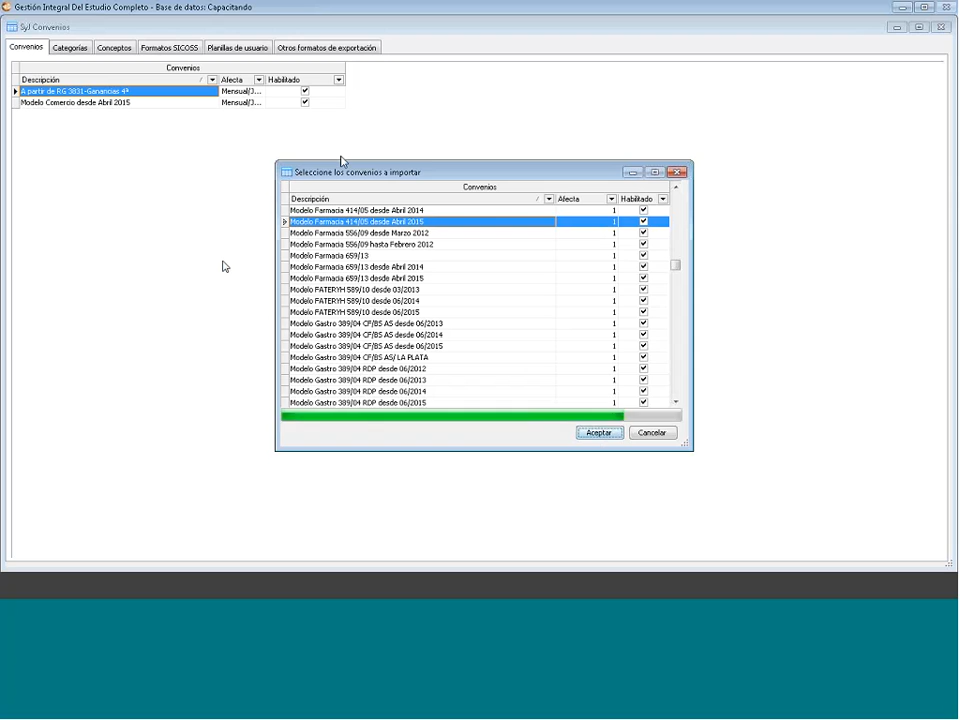 Gestión Integral Del Estudio Completo - Base de datos: Capacitando
SyJ Convenios
Convenios Categorías Conceptos Formatos SICOSS Planillas de usuario Otros formatos de exportación
Convenios
Descripción Afecta Habilitado
A partir de RG 3831-Ganancias 4ª Mensual/J...
Modelo Comercio desde Abril 2015 Mensual/J...
Seleccione los convenios a importar
Convenios
Descripción Afecta Habilitado
Modelo Farmacia 414/05 desde Abril 2014 1
Modelo Farmacia 414/05 desde Abril 2015 1
Modelo Farmacia 556/09 desde Marzo 2012 1
Modelo Farmacia 556/09 hasta Febrero 2012 1
Modelo Farmacia 659/13 1
Modelo Farmacia 659/13 desde Abril 2014 1
Modelo Farmacia 659/13 desde Abril 2015 1
Modelo FATERYH 589/10 desde 03/2013 1
Modelo FATERYH 589/10 desde 06/2014 1
Modelo FATERYH 589/10 desde 06/2015 1
Modelo Gastro 389/04 CF/BS AS desde 06/2013 1
Modelo Gastro 389/04 CF/BS AS desde 06/2014 1
Modelo Gastro 389/04 CF/BS AS desde 06/2015 1
Modelo Gastro 389/04 CF/BS AS/ LA PLATA 1
Modelo Gastro 389/04 RDP desde 06/2012 1
Modelo Gastro 389/04 RDP desde 06/2013 1
Modelo Gastro 389/04 RDP desde 06/2014 1
Modelo Gastro 389/04 RDP desde 06/2015 1
Aceptar Cancelar